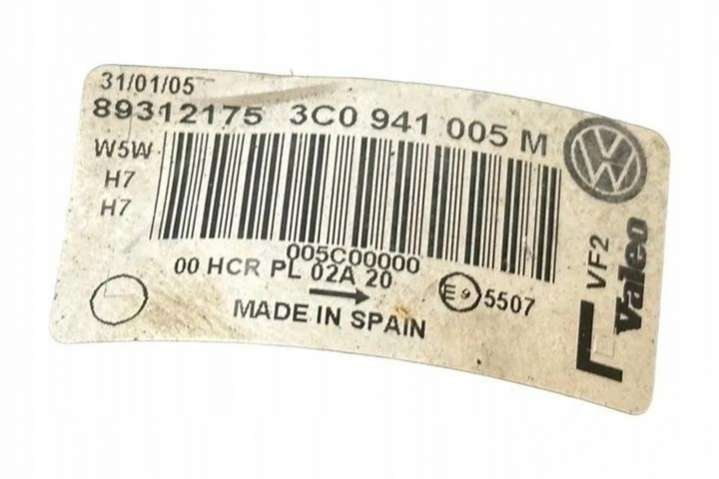 31/01/05
89312175 3C0 941 005 M
W5W
H7
H7
005C00000
00 HCR PL 02A 20
E9 5507
MADE IN SPAIN
VF2
L
Valeo